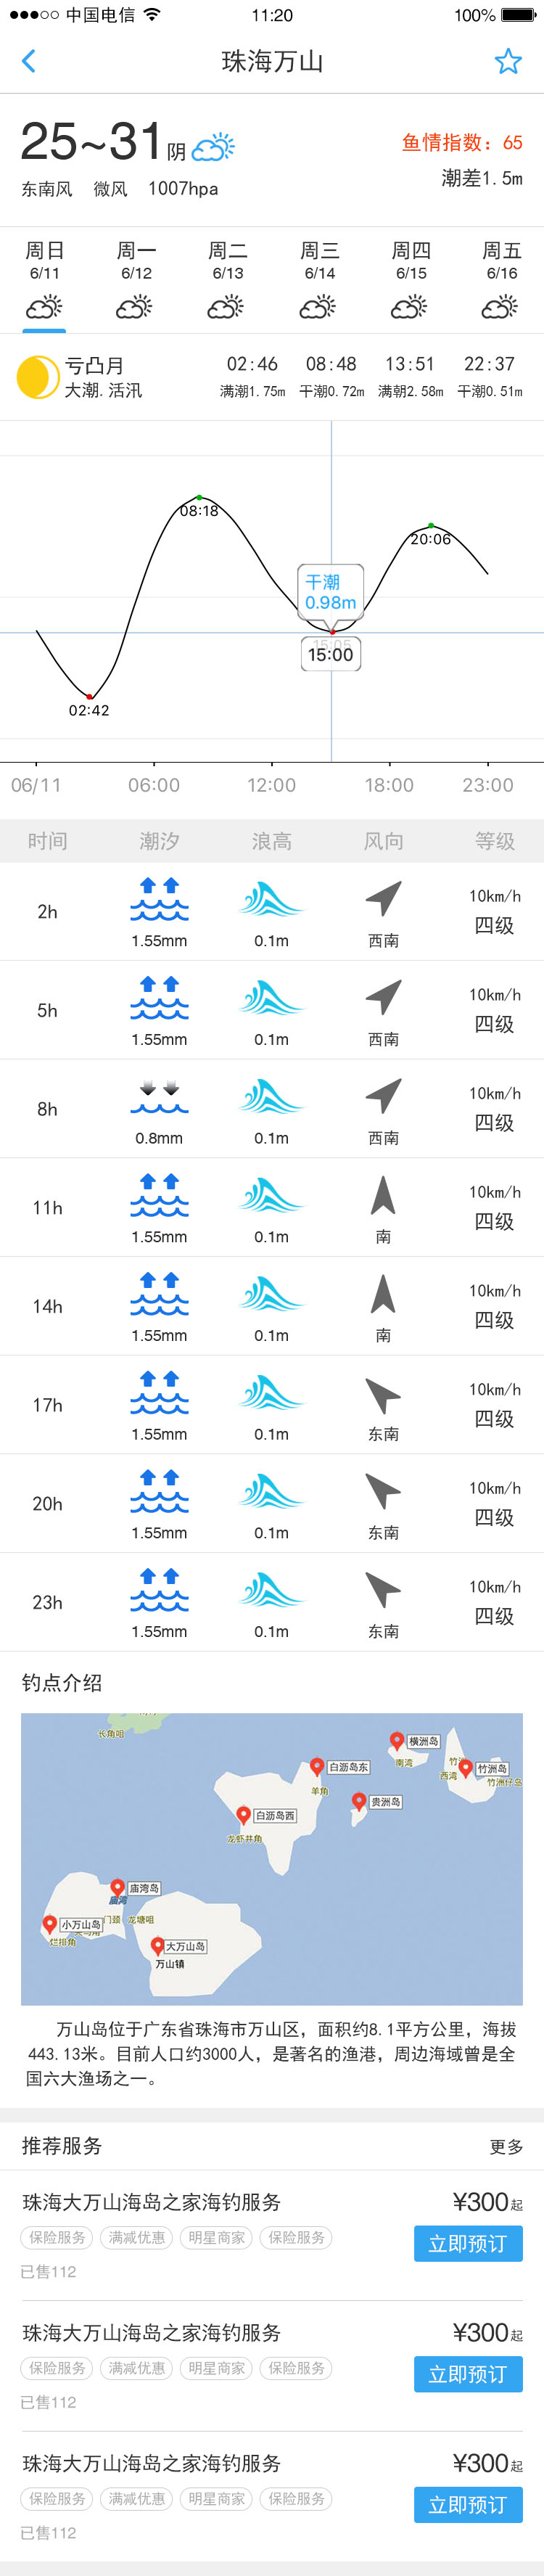 中国电信 11:20 100%
珠海万山
25~31阴
鱼情指数：65
东南风 微风 1007hpa
潮差1.5m
周日 周一 周二 周三 周四 周五
6/11 6/12 6/13 6/14 6/15 6/16
亏凸月
大潮.活汛
02:46 08:48 13:51 22:37
满潮1.75m 干潮0.72m 满朝2.58m 干潮0.51m
08:18
20:06
干潮
0.98m
15:05
15:00
02:42
06/11 06:00 12:00 18:00 23:00
时间 潮汐 浪高 风向 等级
2h 1.55mm 0.1m 西南 10km/h 四级
5h 1.55mm 0.1m 西南 10km/h 四级
8h 0.8mm 0.1m 西南 10km/h 四级
11h 1.55mm 0.1m 南 10km/h 四级
14h 1.55mm 0.1m 南 10km/h 四级
17h 1.55mm 0.1m 东南 10km/h 四级
20h 1.55mm 0.1m 东南 10km/h 四级
23h 1.55mm 0.1m 东南 10km/h 四级
钓点介绍
长角咀
横洲岛
南湾
竹洲岛
西湾
竹洲仔岛
白沥岛东
羊角
贵洲岛
白沥岛西
龙虾井角
庙湾岛
庙湾
小万山岛
门颈 龙塘咀
烂排角
大万山岛
万山镇
万山岛位于广东省珠海市万山区，面积约8.1平方公里，海拔
443.13米。目前人口约3000人，是著名的渔港，周边海域曾是全
国六大渔场之一。
推荐服务 更多
珠海大万山海岛之家海钓服务 ¥300起
保险服务 满减优惠 明星商家 保险服务 立即预订
已售112
珠海大万山海岛之家海钓服务 ¥300起
保险服务 满减优惠 明星商家 保险服务 立即预订
已售112
珠海大万山海岛之家海钓服务 ¥300起
保险服务 满减优惠 明星商家 保险服务 立即预订
已售112